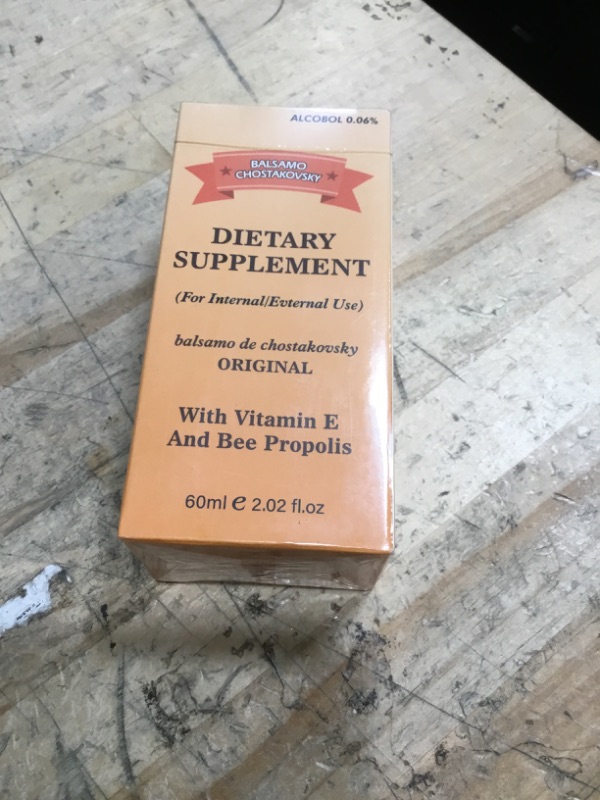 ALCOBOL 0.06%
BALSAMO
CHOSTAKOVSKY
DIETARY
SUPPLEMENT
(For Internal/Evternal Use)
balsamo de chostakovsky
ORIGINAL
With Vitamin E
And Bee Propolis
60ml e 2.02 fl.oz